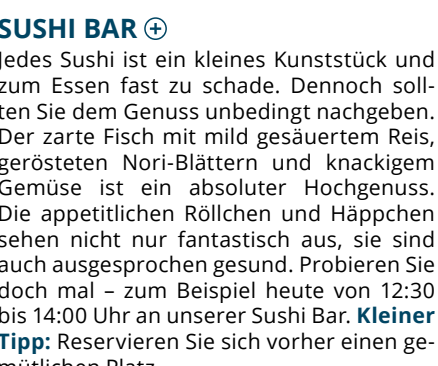 SUSHI BAR ⊕
Jedes Sushi ist ein kleines Kunststück und
zum Essen fast zu schade. Dennoch soll-
ten Sie dem Genuss unbedingt nachgeben.
Der zarte Fisch mit mild gesäuertem Reis,
gerösteten Nori-Blättern und knackigem
Gemüse ist ein absoluter Hochgenuss.
Die appetitlichen Röllchen und Häppchen
sehen nicht nur fantastisch aus, sie sind
auch ausgesprochen gesund. Probieren Sie
doch mal – zum Beispiel heute von 12:30
bis 14:00 Uhr an unserer Sushi Bar. Kleiner
Tipp: Reservieren Sie sich vorher einen ge-
mütlichen Platz